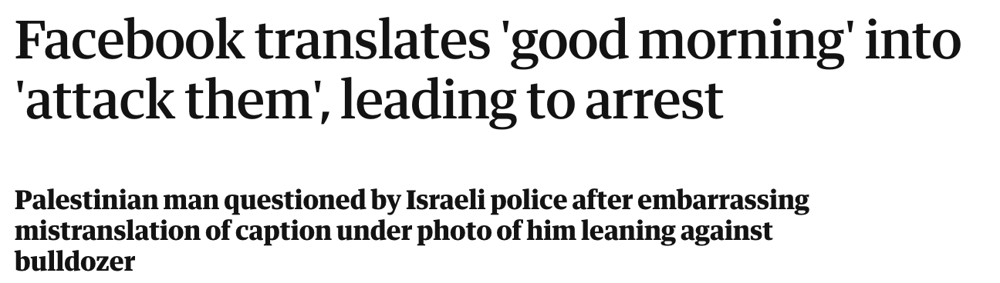 Facebook translates 'good morning' into
'attack them', leading to arrest
Palestinian man questioned by Israeli police after embarrassing
mistranslation of caption under photo of him leaning against
bulldozer